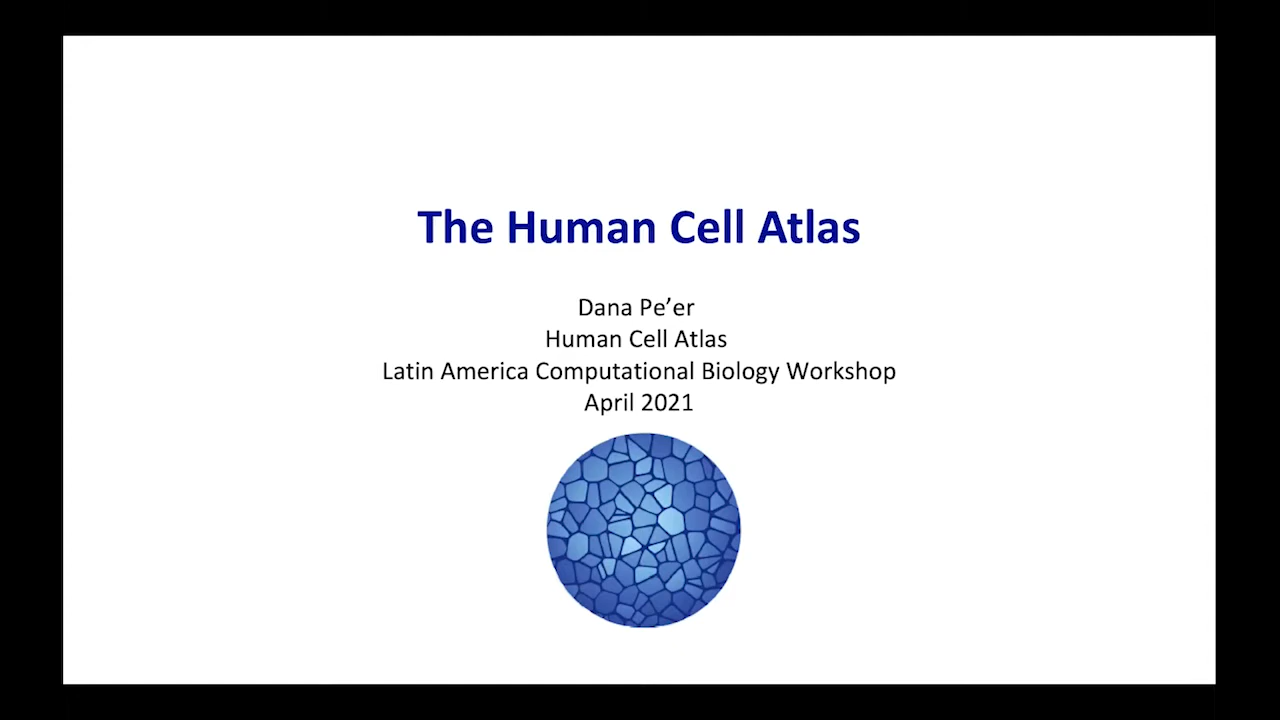 The Human Cell Atlas
Dana Pe’er
Human Cell Atlas
Latin America Computational Biology Workshop
April 2021